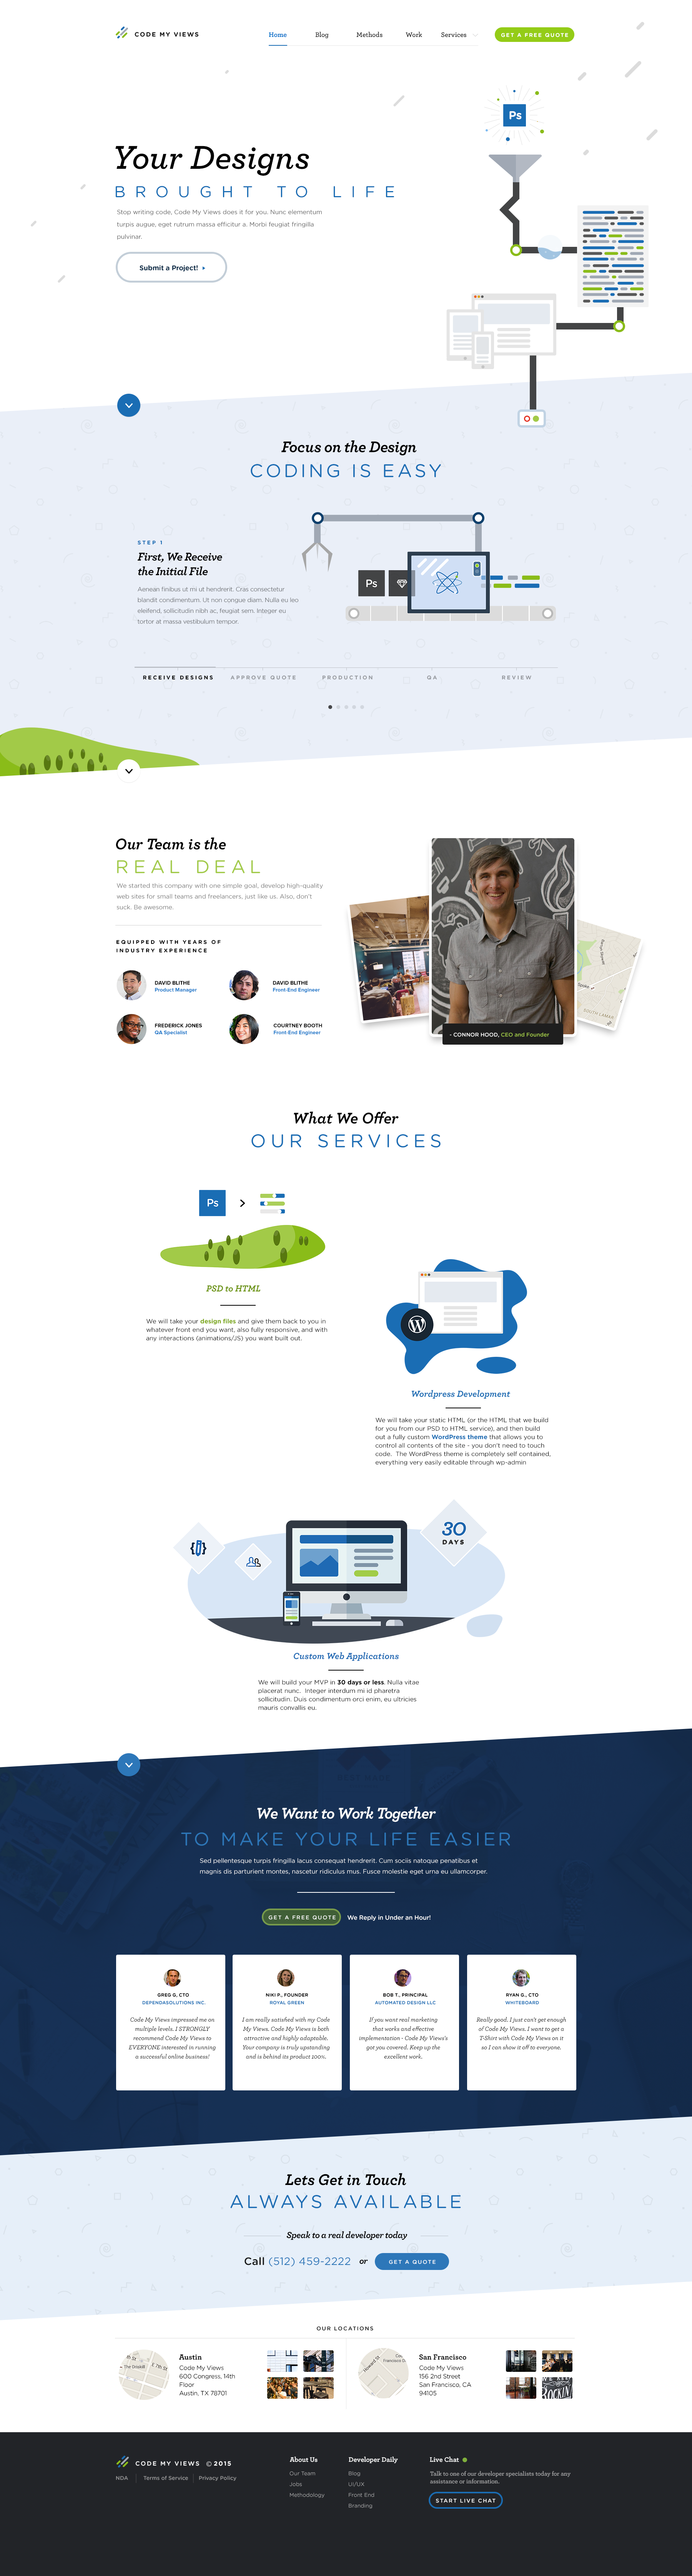 CODE MY VIEWS
Home
Blog
Methods
Work
Services
GET A FREE QUOTE
Ps
Your Designs
BROUGHT TO LIFE
Stop writing code, Code My Views does it for you. Nunc elementum
turpis augue, eget rutrum massa efficitur a. Morbi feugiat fringilla
pulvinar.
Submit a Project!
Focus on the Design
CODING IS EASY
STEP 1
First, We Receive
the Initial File
Aenean finibus ut mi ut hendrerit. Cras consectetur
blandit condimentum. Ut non congue diam. Nulla eu leo
eleifend, sollicitudin nibh ac, feugiat sem. Integer eu
tortor at massa vestibulum tempor.
Ps
RECEIVE DESIGNS
APPROVE QUOTE
PRODUCTION
QA
REVIEW
Our Team is the
REAL DEAL
We started this company with one simple goal, develop high-quality
web sites for small teams and freelancers, just like us. Also, don't
suck. Be awesome.
EQUIPPED WITH YEARS OF
INDUSTRY EXPERIENCE
DAVID BLITHE
Product Manager
DAVID BLITHE
Front-End Engineer
FREDERICK JONES
QA Specialist
COURTNEY BOOTH
Front-End Engineer
- CONNOR HOOD, CEO and Founder
What We Offer
OUR SERVICES
Ps
PSD to HTML
We will take your design files and give them back to you in
whatever front end you want, also fully responsive, and with
any interactions (animations/JS) you want built out.
Wordpress Development
We will take your static HTML (or the HTML that we build
for you from our PSD to HTML service), and then build
out a fully custom WordPress theme that allows you to
control all contents of the site - you don't need to touch
code. The WordPress theme is completely self contained,
everything very easily editable through wp-admin
30
DAYS
Custom Web Applications
We will build your MVP in 30 days or less. Nulla vitae
placerat nunc. Integer interdum mi id pharetra
sollicitudin. Duis condimentum orci enim, eu ultricies
mauris convallis eu.
We Want to Work Together
TO MAKE YOUR LIFE EASIER
Sed pellentesque turpis fringilla lacus consequat hendrerit. Cum sociis natoque penatibus et
magnis dis parturient montes, nascetur ridiculus mus. Fusce molestie eget urna eu ullamcorper.
GET A FREE QUOTE
We Reply in Under an Hour!
GREG G, CTO
DEPENDASOLUTIONS INC.
Code My Views impressed me on
multiple levels. I STRONGLY
recommend Code My Views to
EVERYONE interested in running
a successful online business!
NIKI P., FOUNDER
ROYAL GREEN
I am really satisfied with my Code
My Views. Code My Views is both
attractive and highly adaptable.
Your company is truly upstanding
and is behind its product 100%.
BOB T., PRINCIPAL
AUTOMATED DESIGN LLC
If you want real marketing
that works and effective
implementation - Code My Views's
got you covered. Keep up the
excellent work.
RYAN G., CTO
WHITEBOARD
Really good. I just can't get enough
of Code My Views. I want to get a
T-Shirt with Code My Views on it
so I can show it off to everyone.
Lets Get in Touch
ALWAYS AVAILABLE
Speak to a real developer today
Call (512) 459-2222 or
GET A QUOTE
OUR LOCATIONS
Austin
Code My Views
600 Congress, 14th
Floor
Austin, TX 78701
San Francisco
Code My Views
156 2nd Street
San Francisco, CA
94105
CODE MY VIEWS © 2015
NDA
Terms of Service
Privacy Policy
About Us
Our Team
Jobs
Methodology
Developer Daily
Blog
UI/UX
Front End
Branding
Live Chat
Talk to one of our developer specialists today for any
assistance or information.
START LIVE CHAT